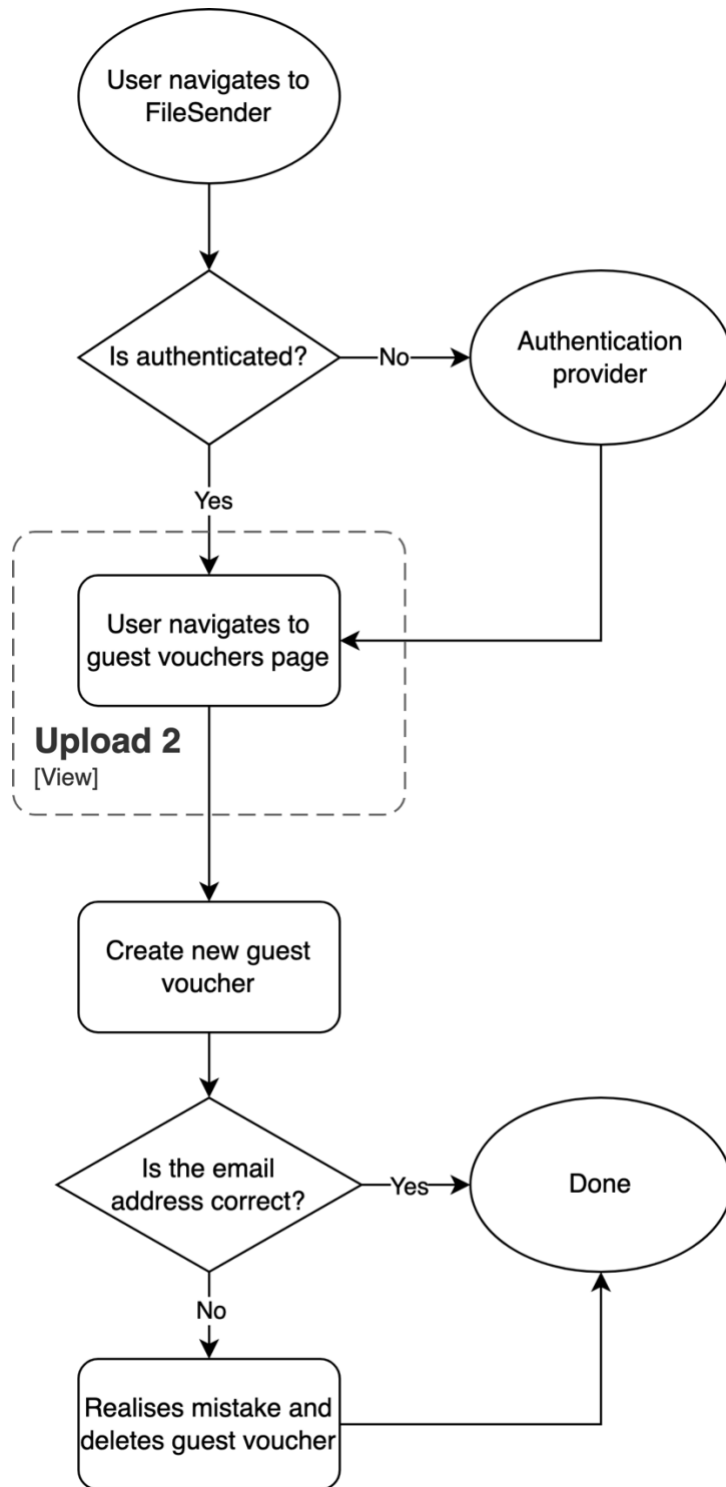 User navigates to
FileSender
Is authenticated?
No
Authentication
provider
Yes
User navigates to
guest vouchers page
Upload 2
[View]
Create new guest
voucher
Is the email
address correct?
Yes
Done
No
Realises mistake and
deletes guest voucher